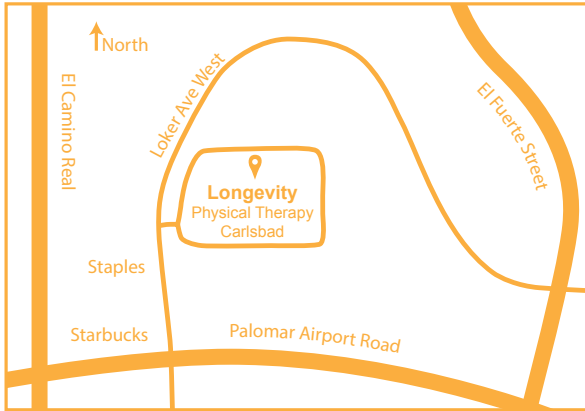 North
El Camino Real
Loker Ave West
El Fuerte Street
Longevity
Physical Therapy
Carlsbad
Staples
Starbucks
Palomar Airport Road